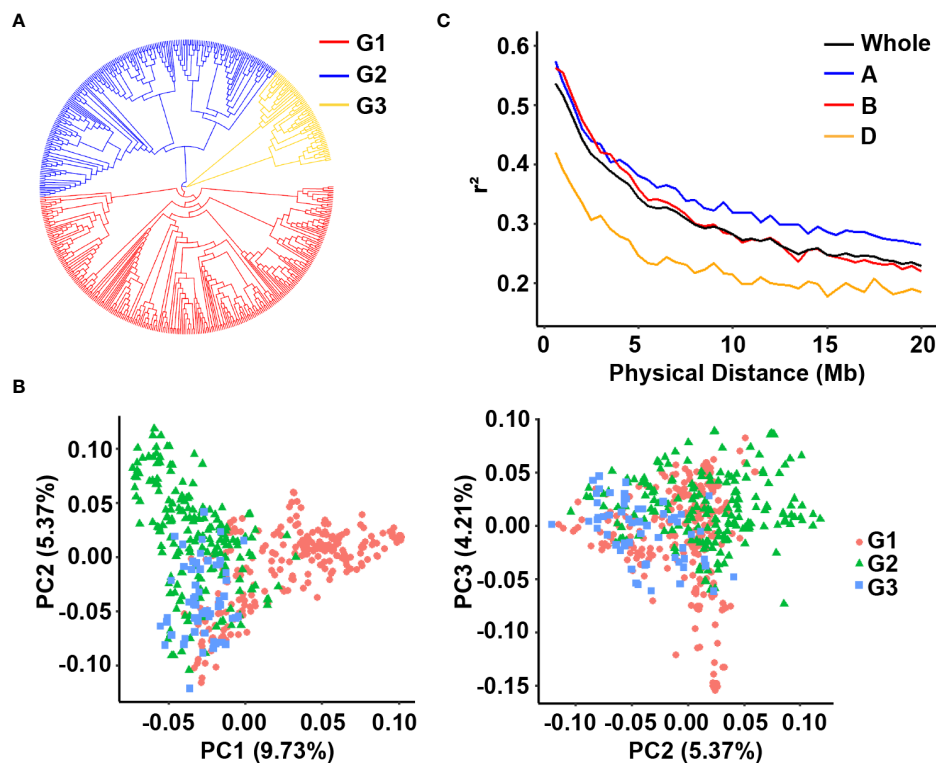 A
G1
G2
G3
C
0.6
0.5
0.4
0.3
0.2
r²
Whole
A
B
D
0 5 10 15 20
Physical Distance (Mb)
B
0.10
0.05
0.00
-0.05
-0.10
PC2 (5.37%)
-0.05 0.00 0.05 0.10
PC1 (9.73%)
0.10
0.05
0.00
-0.05
-0.10
-0.15
PC3 (4.21%)
-0.10 -0.05 0.00 0.05 0.10
PC2 (5.37%)
G1
G2
G3